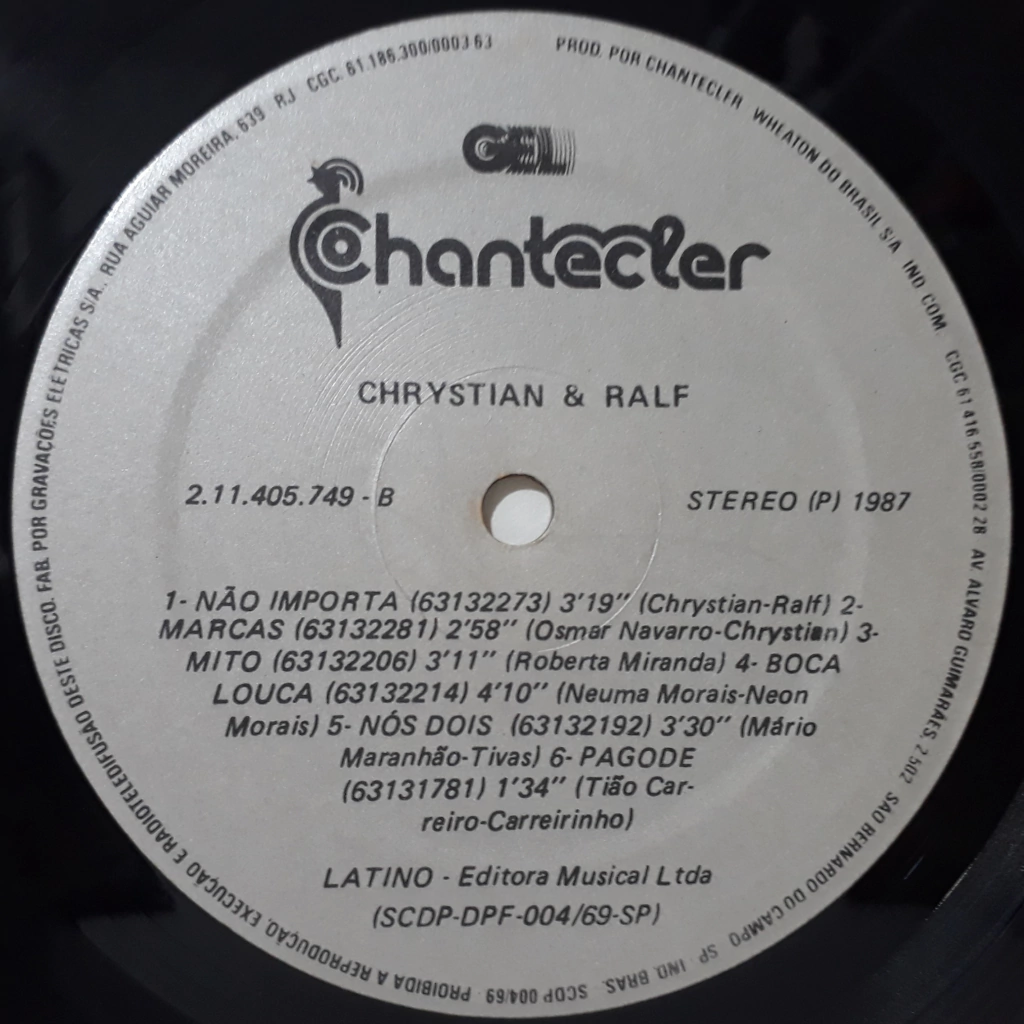 FAB. POR GRAVAÇÕES ELÉTRICAS S/A., RUA AGUIAR MOREIRA, 639 RJ CGC. 61.186.300/0003 63
PROD. POR CHANTECLER WHEATON DO BRASIL S/A. IND COM. CGC 61 416 558/0002 28 AV. ALVARO GUIMARÃES, 2 502 SAO BERNARDO DO CAMPO SP IND. BRAS. SCDP 004/69
PROIBIDA A REPRODUÇÃO, EXECUÇÃO E RADIOTELEDIFUSÃO DESTE DISCO.
GEL
Chantecler
CHRYSTIAN & RALF
2.11.405.749 - B
STEREO (P) 1987
1- NÃO IMPORTA (63132273) 3'19" (Chrystian-Ralf) 2-
MARCAS (63132281) 2'58" (Osmar Navarro-Chrystian) 3-
MITO (63132206) 3'11" (Roberta Miranda) 4- BOCA
LOUCA (63132214) 4'10" (Neuma Morais-Neon
Morais) 5- NÓS DOIS (63132192) 3'30" (Mário
Maranhão-Tivas) 6- PAGODE
(63131781) 1'34" (Tião Car-
reiro-Carreirinho)
LATINO - Editora Musical Ltda
(SCDP-DPF-004/69-SP)